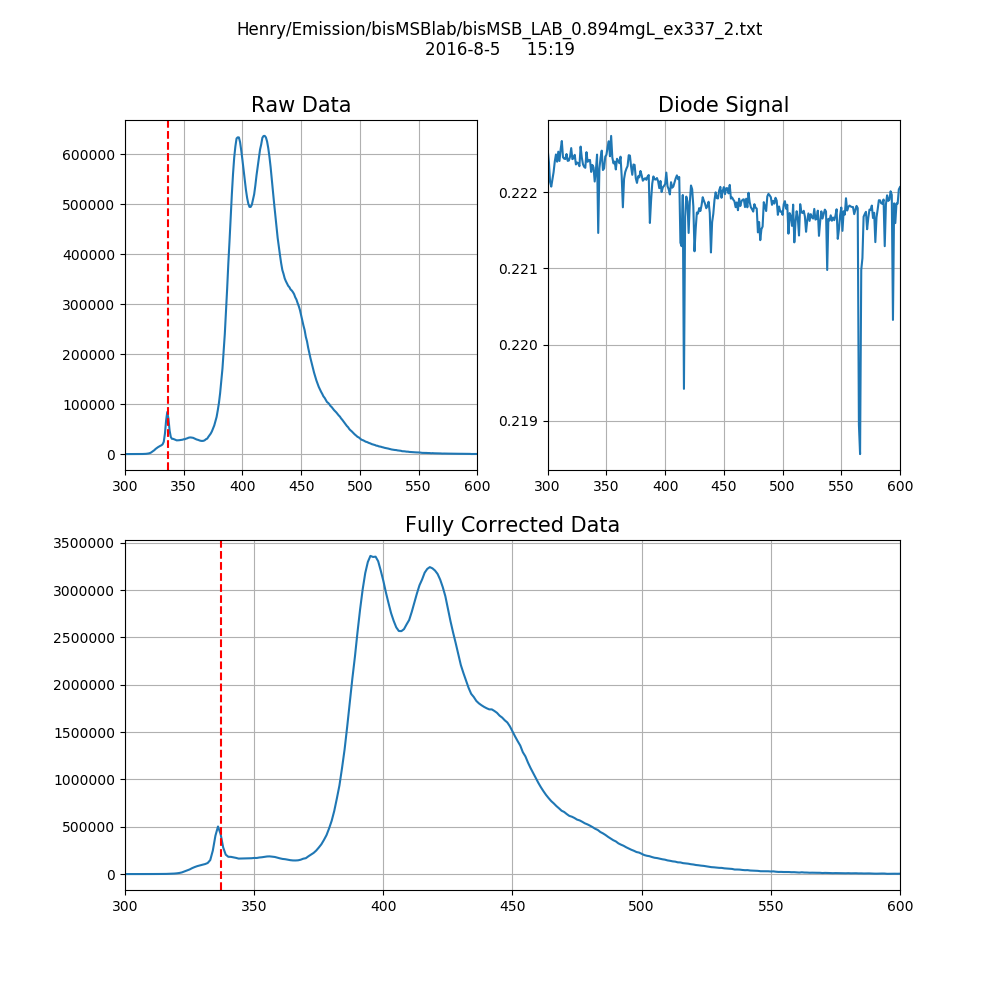 Henry/Emission/bisMSBlab/bisMSB_LAB_0.894mgL_ex337_2.txt
2016-8-5 15:19
Raw Data
600000
500000
400000
300000
200000
100000
0
300 350 400 450 500 550 600
Diode Signal
0.222
0.221
0.220
0.219
300 350 400 450 500 550 600
Fully Corrected Data
3500000
3000000
2500000
2000000
1500000
1000000
500000
0
300 350 400 450 500 550 600